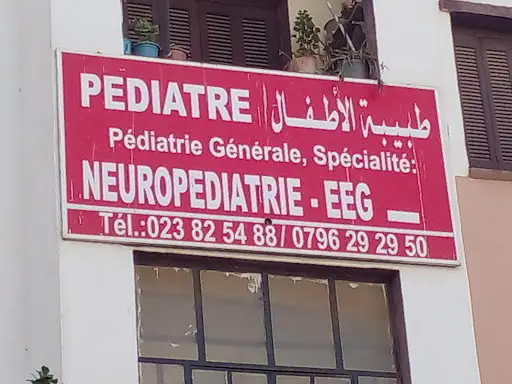 PEDIATRE طبيبة الأطفال
Pédiatrie Générale, Spécialité:
NEUROPEDIATRIE - EEG
Tél.:023 82 54 88/ 0796 29 29 50